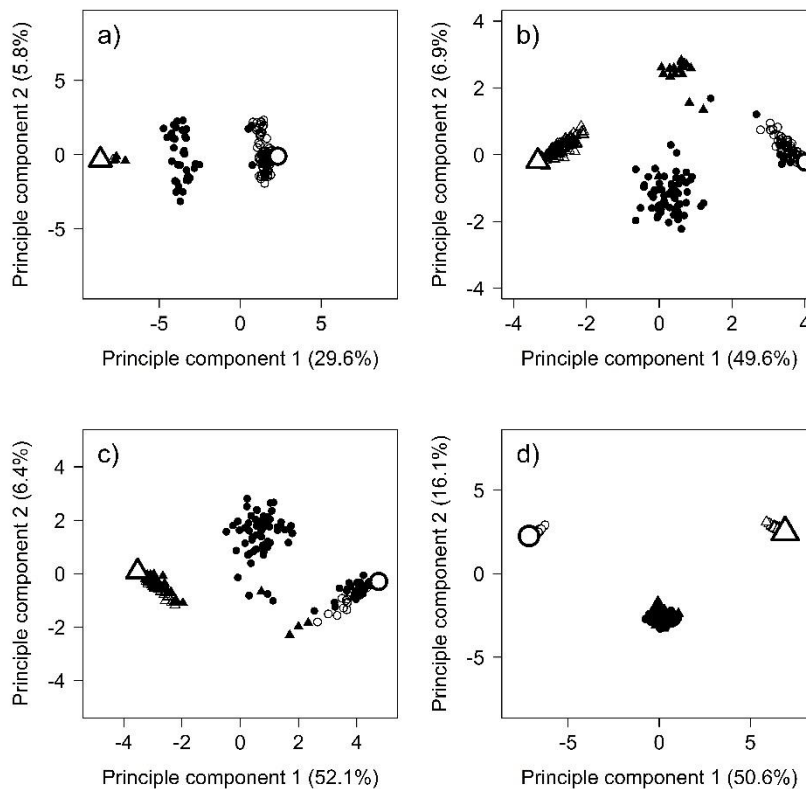 a)
Principle component 2 (5.8%)
5
0
-5
-5 0 5
Principle component 1 (29.6%)
b)
Principle component 2 (6.9%)
4
2
0
-2
-4
-4 -2 0 2 4
Principle component 1 (49.6%)
c)
Principle component 2 (6.4%)
4
2
0
-2
-4
-4 -2 0 2 4
Principle component 1 (52.1%)
d)
Principle component 2 (16.1%)
5
0
-5
-5 0 5
Principle component 1 (50.6%)